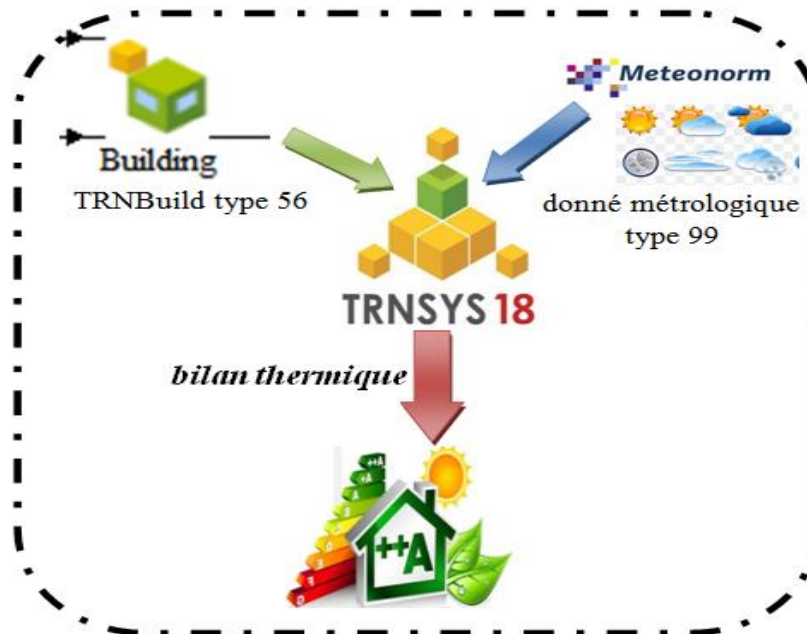 Building
TRNBuild type 56
Meteonorm
donné métrologique
type 99
TRNSYS 18
bilan thermique
++A
+A
A
++A